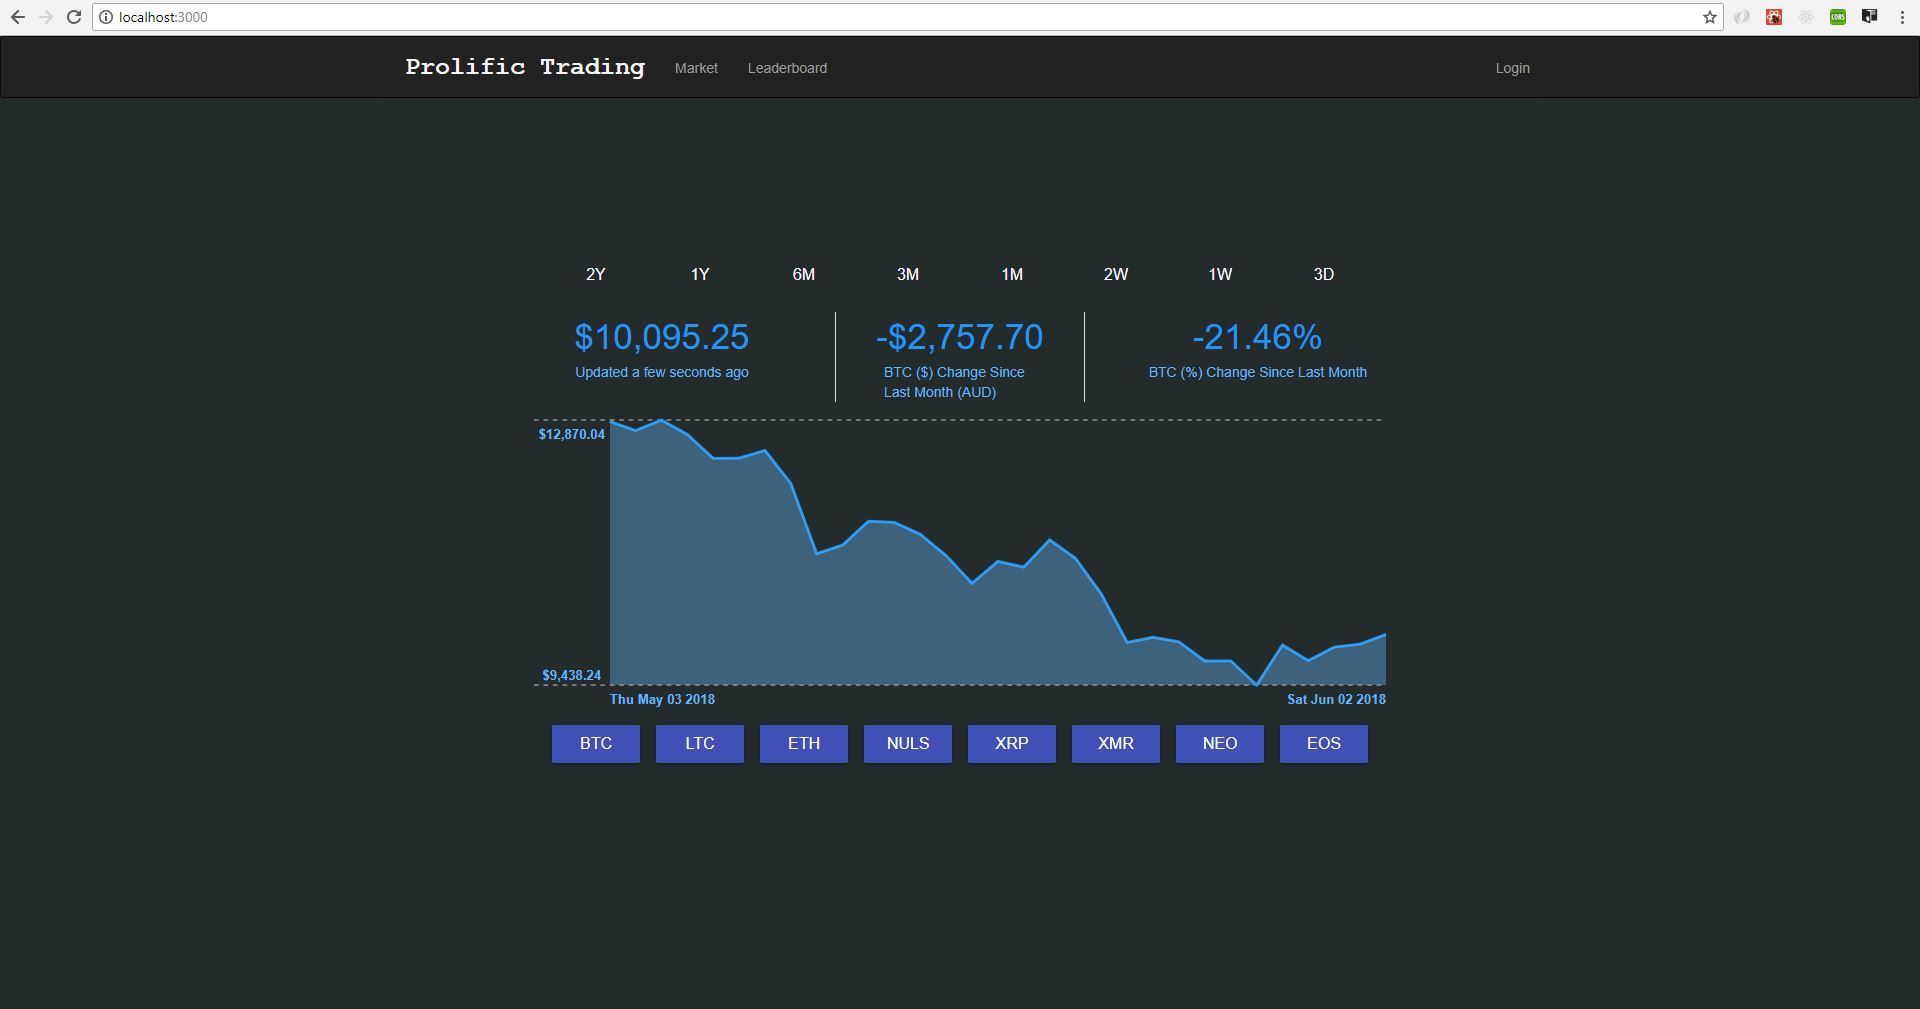 localhost:3000
CORS
Prolific Trading Market Leaderboard Login
2Y 1Y 6M 3M 1M 2W 1W 3D
$10,095.25 -$2,757.70 -21.46%
Updated a few seconds ago BTC ($) Change Since BTC (%) Change Since Last Month
Last Month (AUD)
$12,870.04
$9,438.24
Thu May 03 2018 Sat Jun 02 2018
BTC LTC ETH NULS XRP XMR NEO EOS